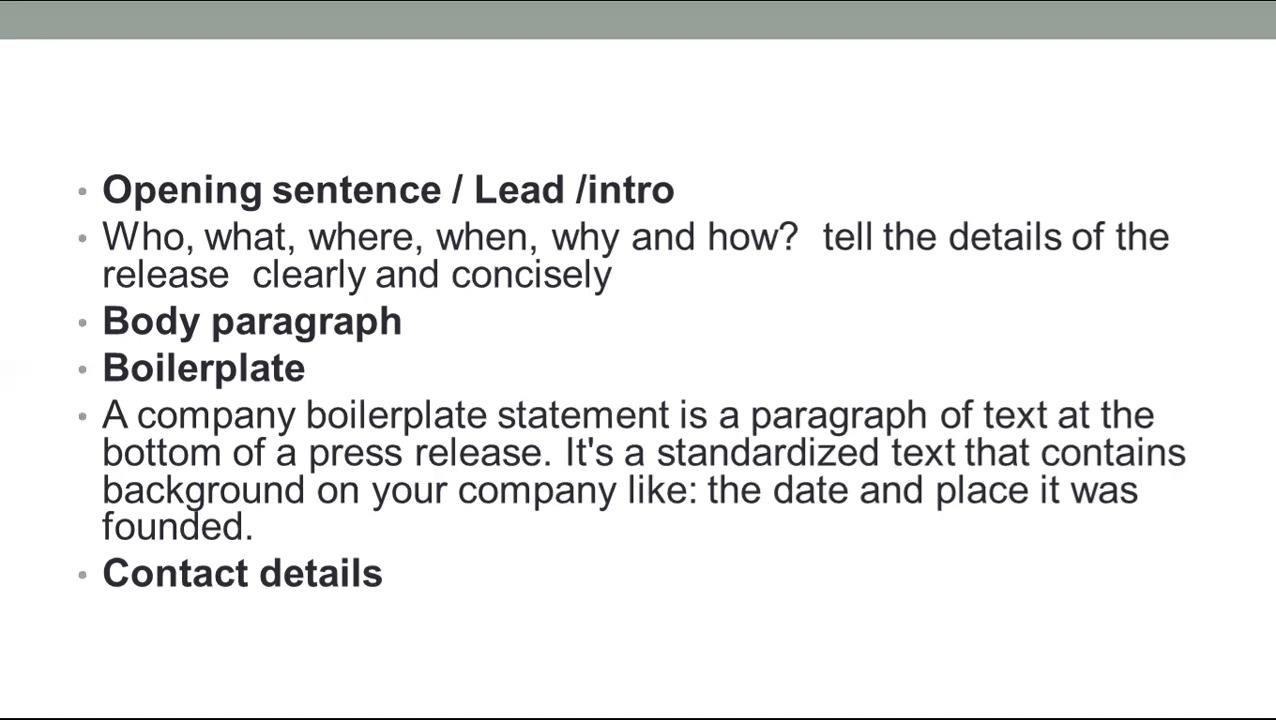 • Opening sentence / Lead /intro
• Who, what, where, when, why and how?  tell the details of the
release  clearly and concisely
• Body paragraph
• Boilerplate
• A company boilerplate statement is a paragraph of text at the
bottom of a press release. It's a standardized text that contains
background on your company like: the date and place it was
founded.
• Contact details